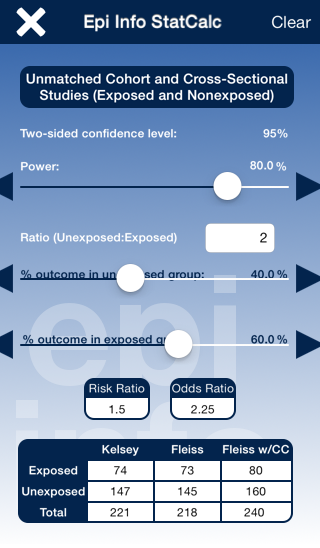 Epi Info StatCalc Clear
Unmatched Cohort and Cross-Sectional
Studies (Exposed and Nonexposed)
Two-sided confidence level: 95%
Power: 80.0 %
Ratio (Unexposed:Exposed) 2
% outcome in un sed group: 40.0 %
% outcome in exposed g 60.0 %
Risk Ratio Odds Ratio
1.5 2.25
epi
info
Kelsey Fleiss Fleiss w/CC
Exposed 74 73 80
Unexposed 147 145 160
Total 221 218 240